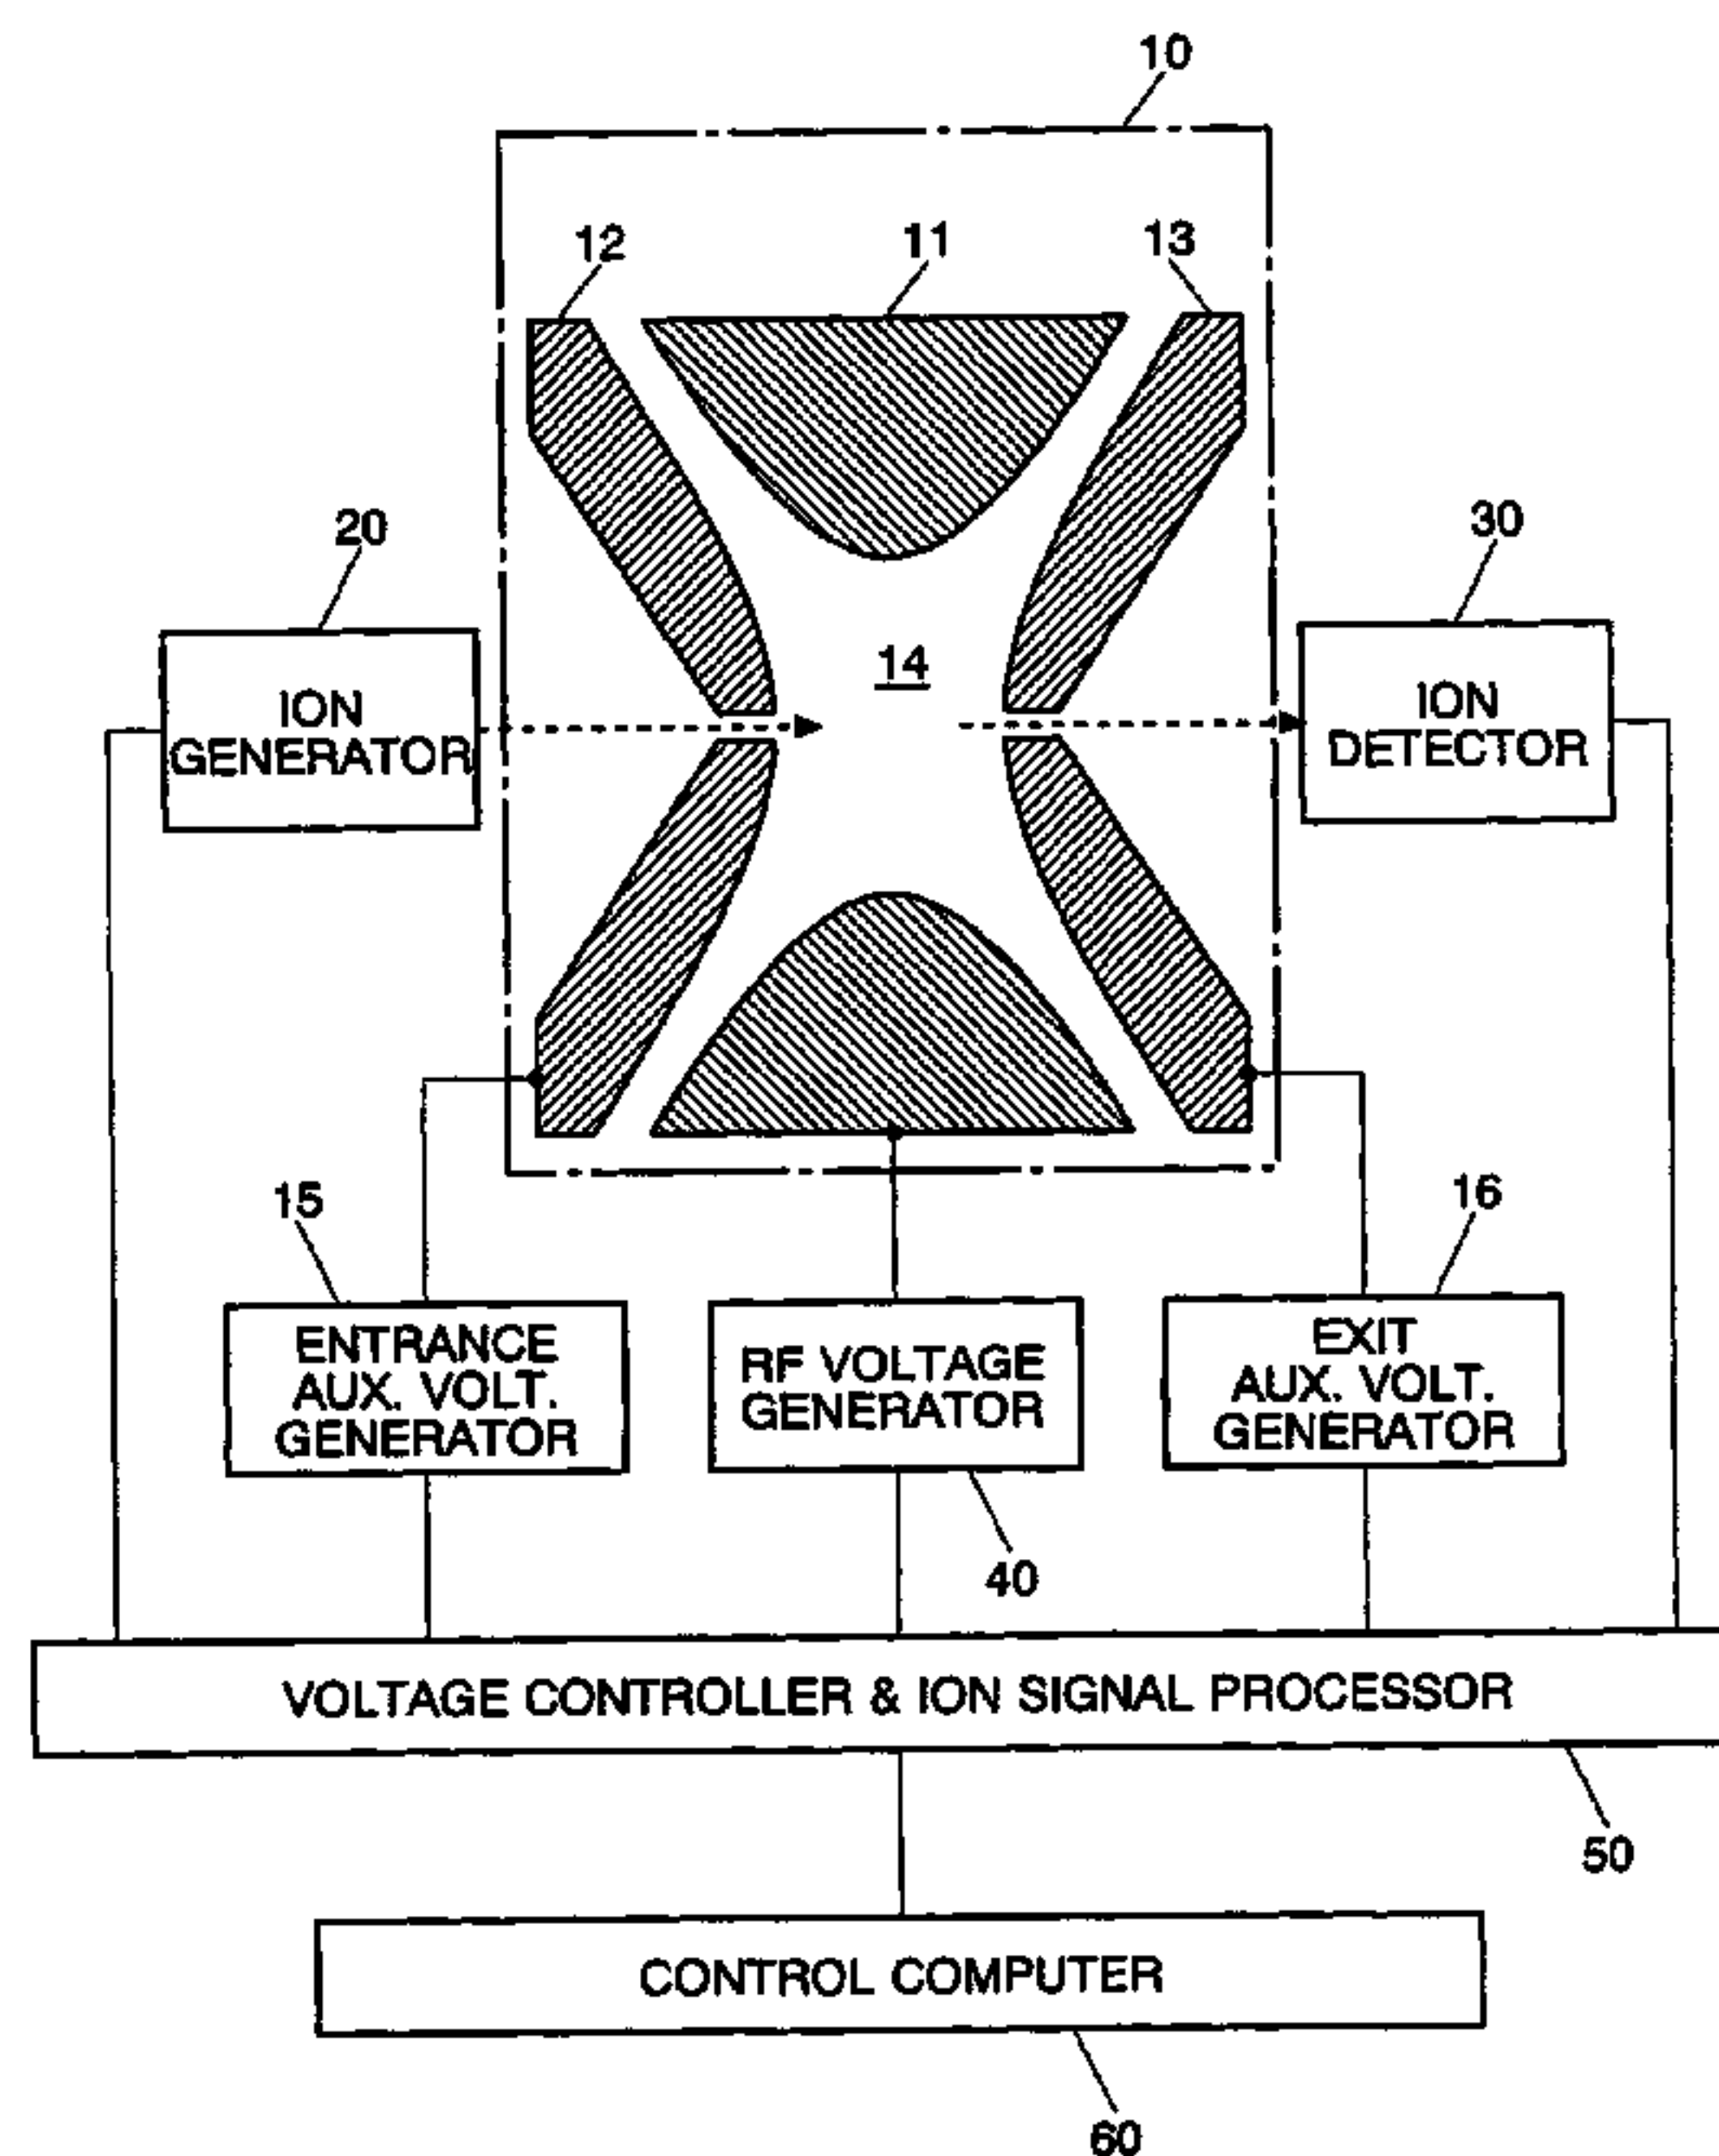 10
12
11
13
20
30
14
ION
GENERATOR
ION
DETECTOR
15
16
ENTRANCE
AUX. VOLT.
GENERATOR
RF VOLTAGE
GENERATOR
EXIT
AUX. VOLT.
GENERATOR
40
VOLTAGE CONTROLLER & ION SIGNAL PROCESSOR
50
CONTROL COMPUTER
60